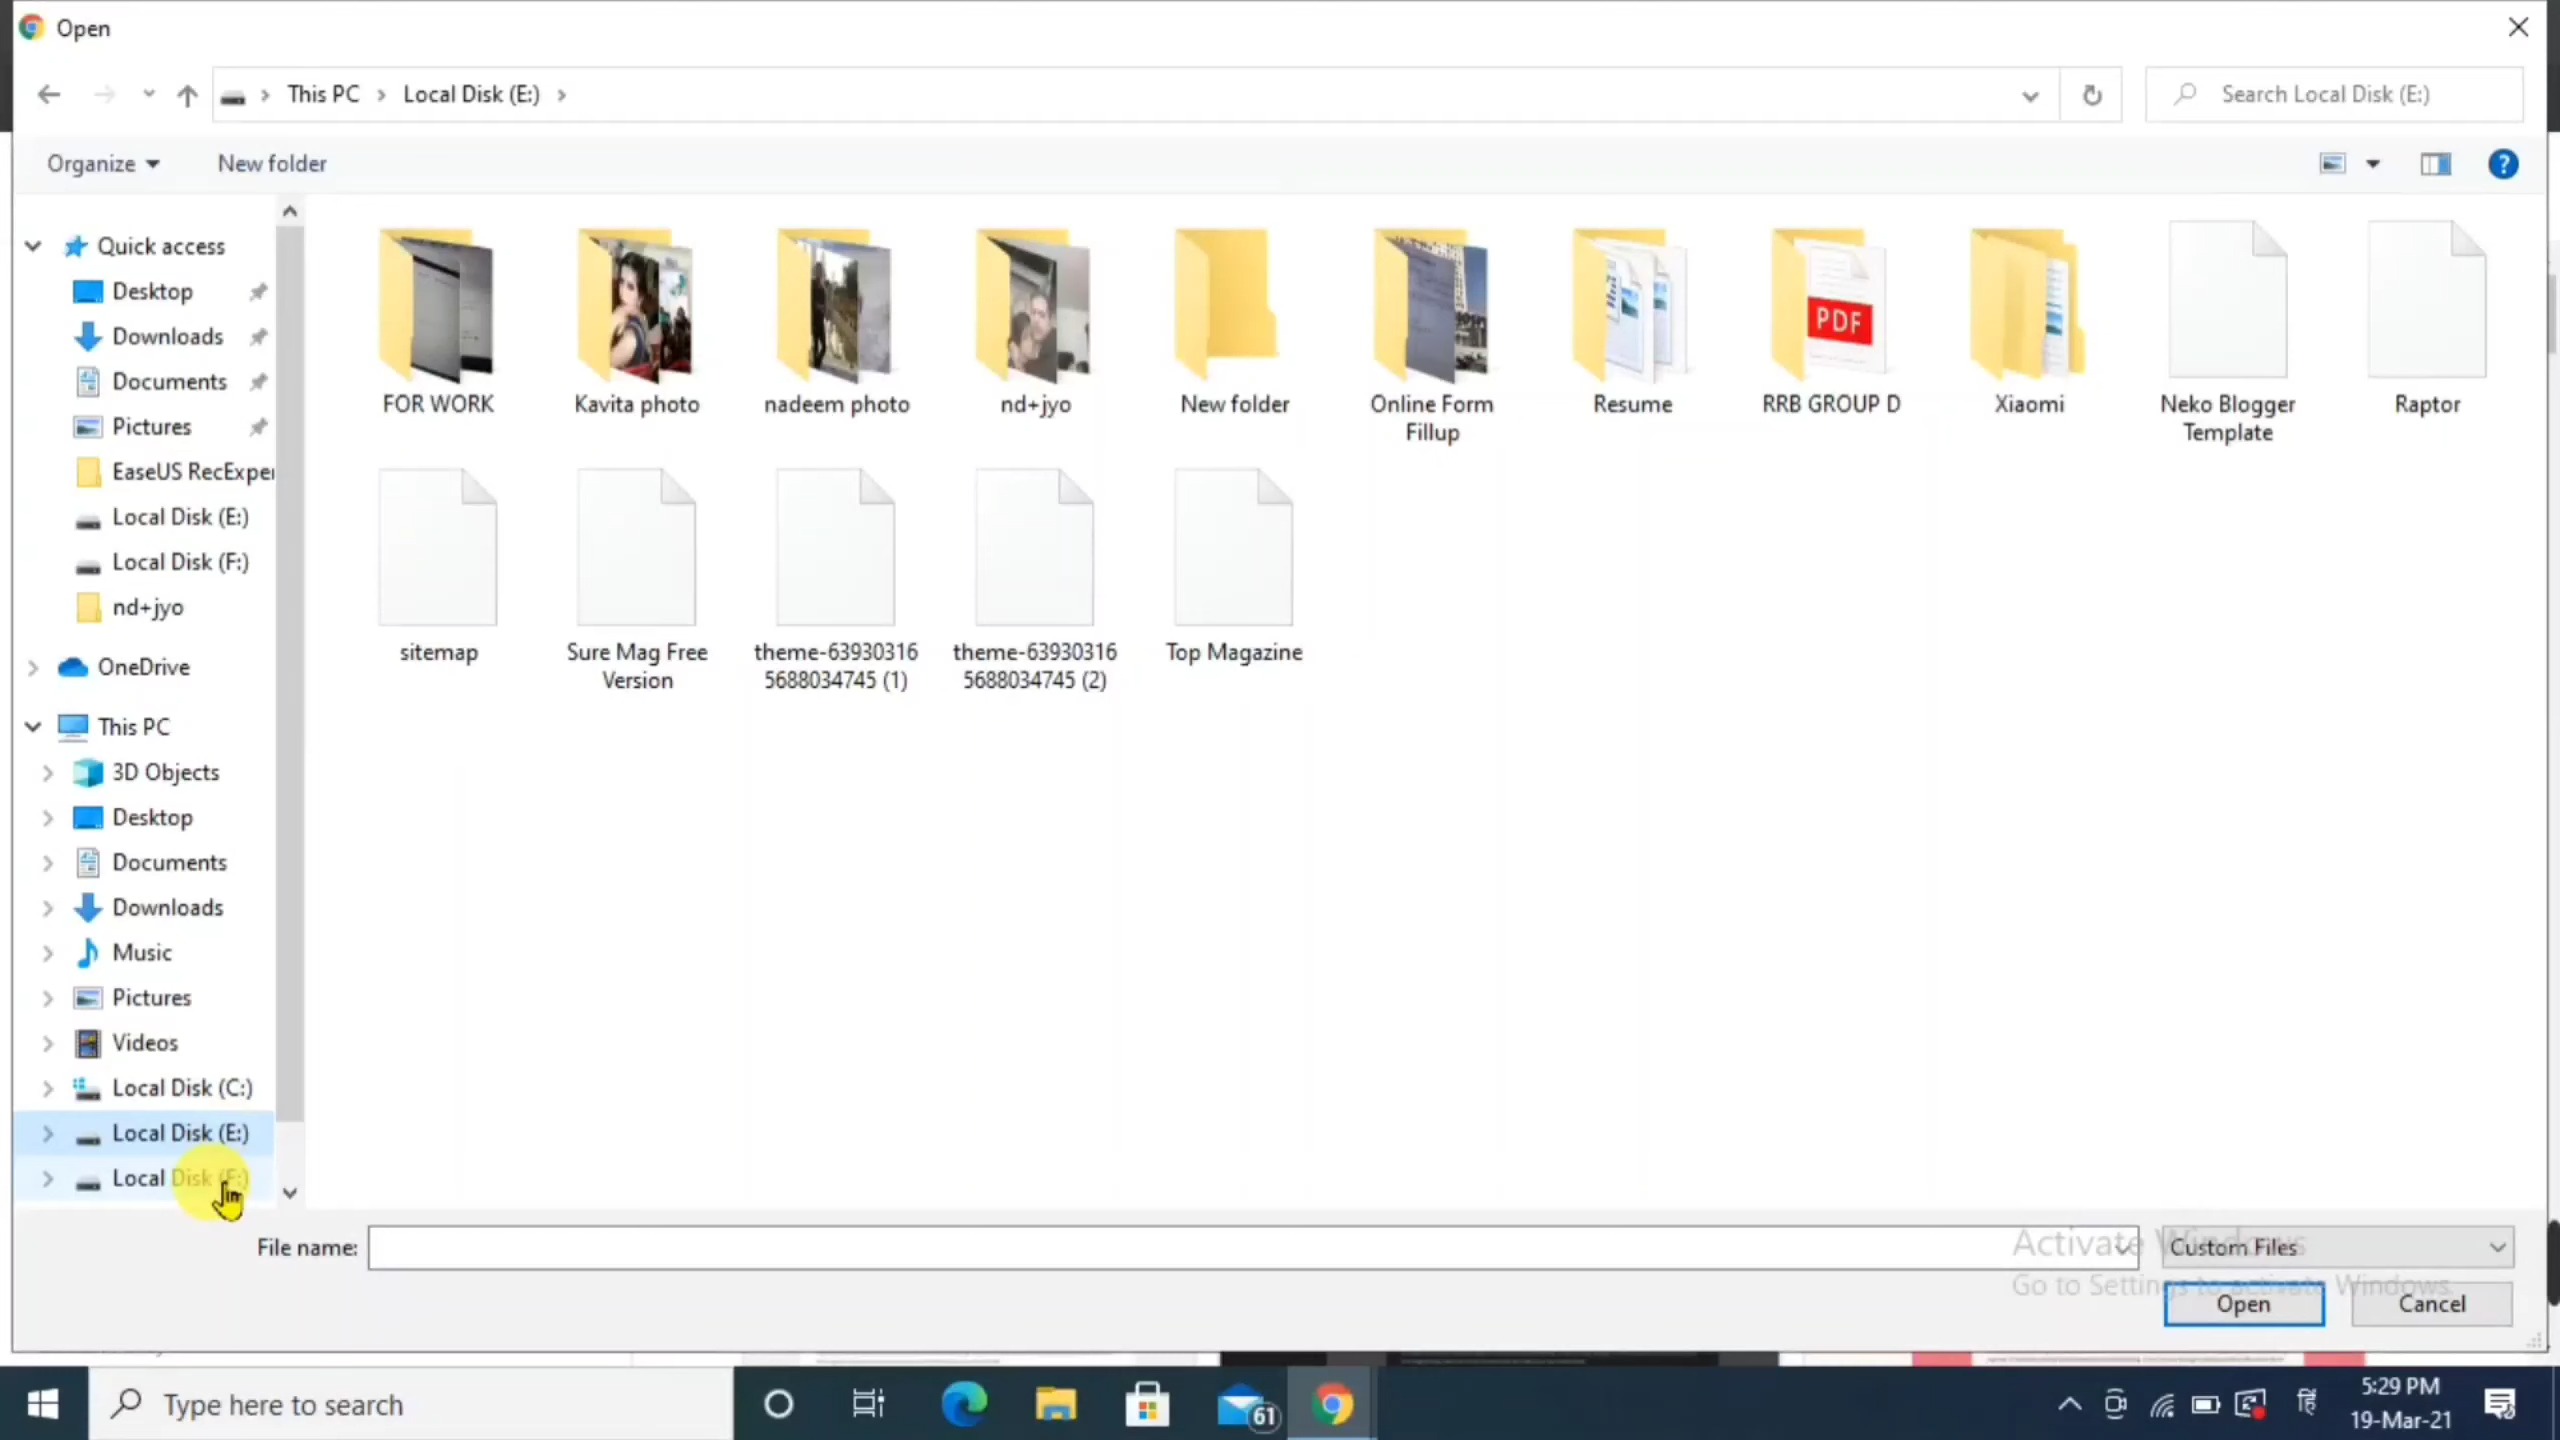 Open
This PC
Local Disk (E:)
Search Local Disk (E:)
Organize
New folder
Quick access
Desktop
Downloads
Documents
Pictures
EaseUS RecExper
Local Disk (E:)
Local Disk (F:)
nd+jyo
OneDrive
This PC
3D Objects
Desktop
Documents
Downloads
Music
Pictures
Videos
Local Disk (C:)
Local Disk (E:)
Local Disk (F:)
FOR WORK
Kavita photo
nadeem photo
nd+jyo
New folder
Online Form
Fillup
Resume
PDF
RRB GROUP D
Xiaomi
Neko Blogger
Template
Raptor
sitemap
Sure Mag Free
Version
theme-63930316
5688034745 (1)
theme-63930316
5688034745 (2)
Top Magazine
File name:
Custom Files
Activate Windows
Go to Settings to activate Windows.
Open
Cancel
Type here to search
61
हि
5:29 PM
19-Mar-21